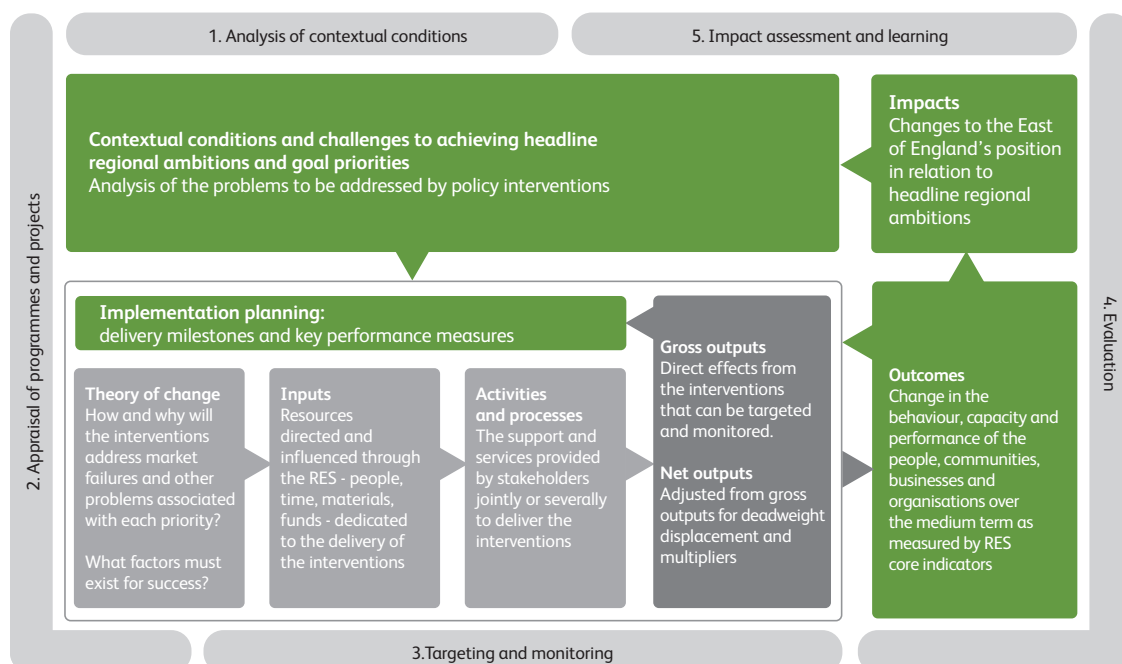 1. Analysis of contextual conditions
5. Impact assessment and learning
2. Appraisal of programmes and projects
Contextual conditions and challenges to achieving headline
regional ambitions and goal priorities
Analysis of the problems to be addressed by policy interventions
Impacts
Changes to the East
of England's position
in relation to
headline regional
ambitions
Implementation planning:
delivery milestones and key performance measures
Theory of change
How and why will
the interventions
address market
failures and other
problems associated
with each priority?
What factors must
exist for success?
Inputs
Resources
directed and
influenced through
the RES - people,
time, materials,
funds - dedicated
to the delivery of
the interventions
Activities
and processes
The support and
services provided
by stakeholders
jointly or severally
to deliver the
interventions
Gross outputs
Direct effects from
the interventions
that can be targeted
and monitored.
Net outputs
Adjusted from gross
outputs for deadweight
displacement and
multipliers
Outcomes
Change in the
behaviour, capacity and
performance of the
people, communities,
businesses and
organisations over
the medium term as
measured by RES
core indicators
4. Evaluation
3.Targeting and monitoring